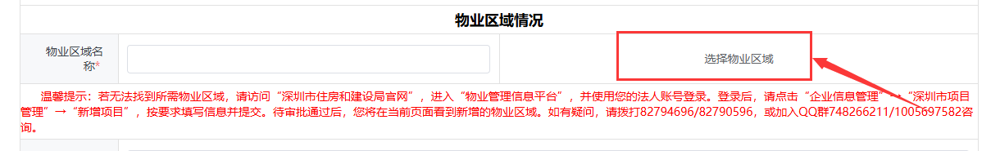 物业区域情况
物业区域名
称*
选择物业区域
温馨提示：若无法找到所需物业区域，请访问“深圳市住房和建设局官网”，进入“物业管理信息平台”，并使用您的法人账号登录。登录后，请点击“企业信息管理”→“深圳市项目
管理”→“新增项目”，按要求填写信息并提交。待审批通过后，您将在当前页面看到新增的物业区域。如有疑问，请拨打82794696/82790596，或加入QQ群748266211/1005697582咨
询。